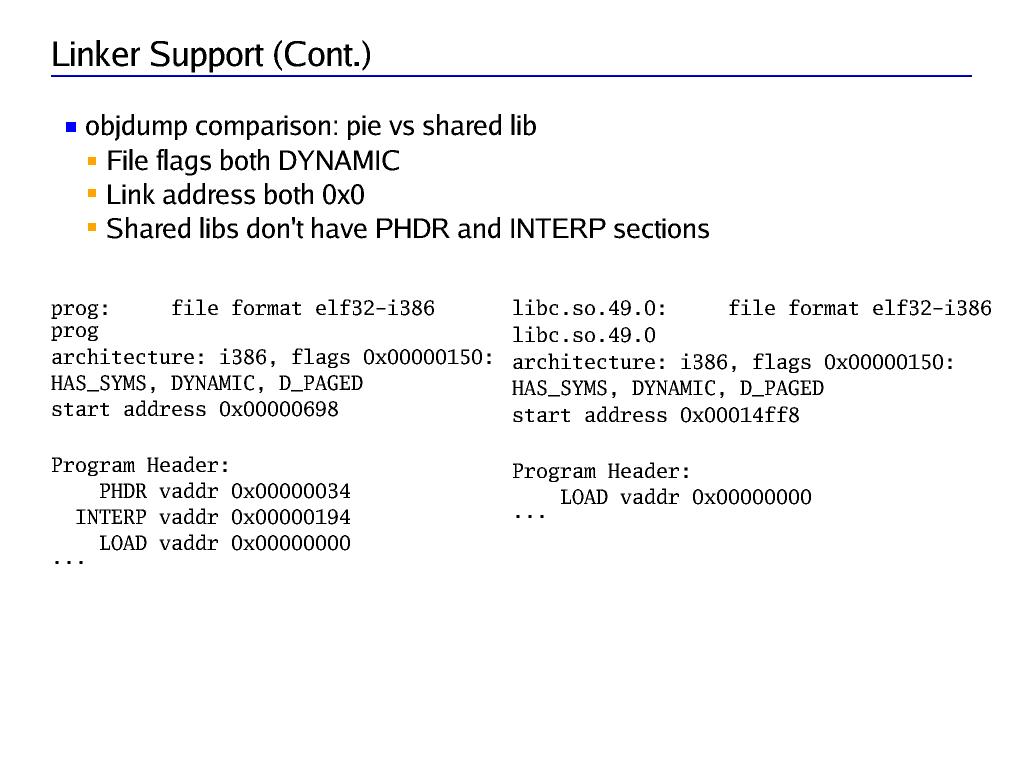 Linker Support (Cont.)
objdump comparison: pie vs shared lib
File flags both DYNAMIC
Link address both 0x0
Shared libs don't have PHDR and INTERP sections
prog:     file format elf32-i386
prog
architecture: i386, flags 0x00000150:
HAS_SYMS, DYNAMIC, D_PAGED
start address 0x00000698
Program Header:
    PHDR vaddr 0x00000034
  INTERP vaddr 0x00000194
    LOAD vaddr 0x00000000
...
libc.so.49.0:     file format elf32-i386
libc.so.49.0
architecture: i386, flags 0x00000150:
HAS_SYMS, DYNAMIC, D_PAGED
start address 0x00014ff8
Program Header:
    LOAD vaddr 0x00000000
...